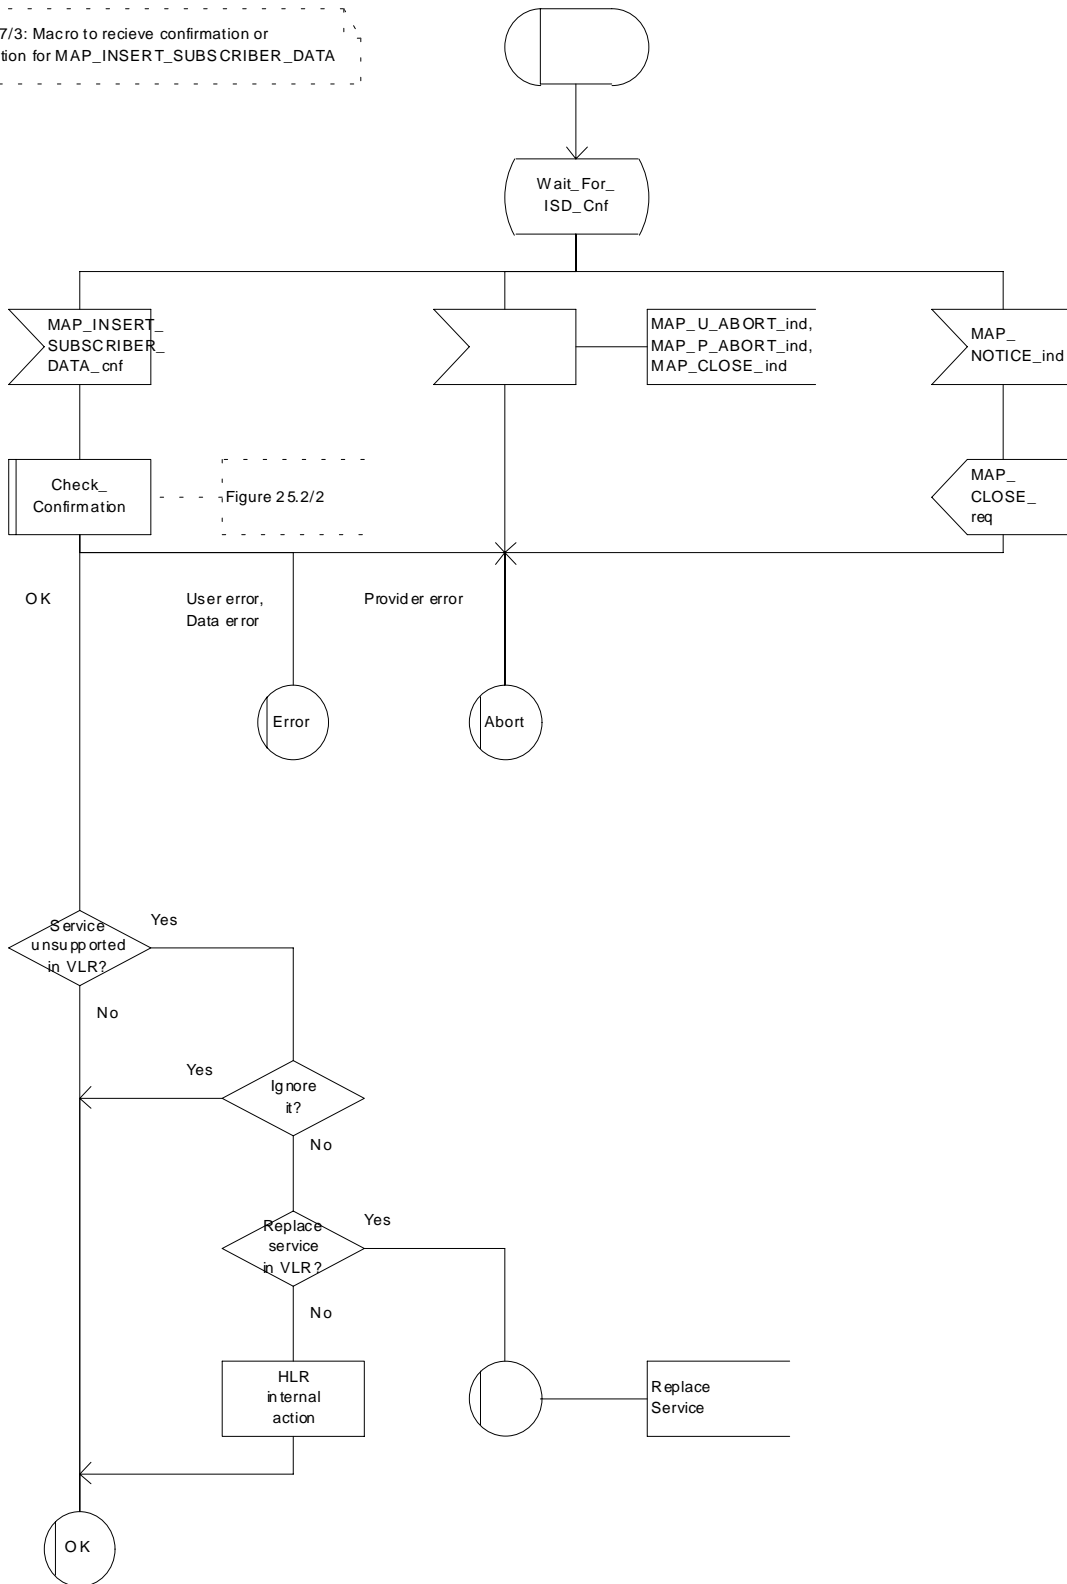 7/3: Macro to recieve confirmation or
tion for MAP_INSERT_SUBSCRIBER_DATA
Wait_For_
ISD_Cnf
MAP_INSERT_
SUBSCRIBER_
DATA_cnf
MAP_U_ABORT_ind,
MAP_P_ABORT_ind,
MAP_CLOSE_ind
MAP_
NOTICE_ind
Check_
Confirmation
Figure 25.2/2
MAP_
CLOSE_
req
OK
User error,
Data error
Provider error
Error
Abort
Service
unsupported
in VLR?
Yes
No
Yes
Ignore
it?
No
Replace
service
in VLR?
Yes
No
HLR
internal
action
Replace
Service
OK